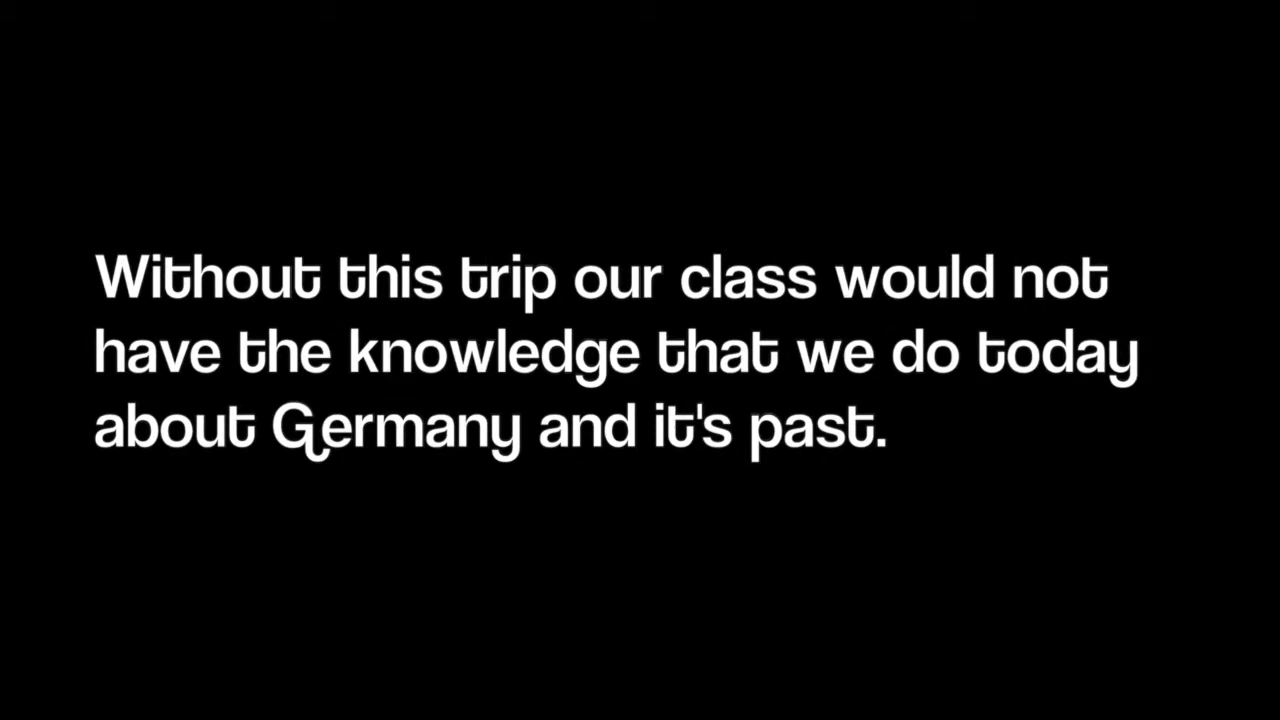 Without this trip our class would not
have the knowledge that we do today
about Germany and it's past.